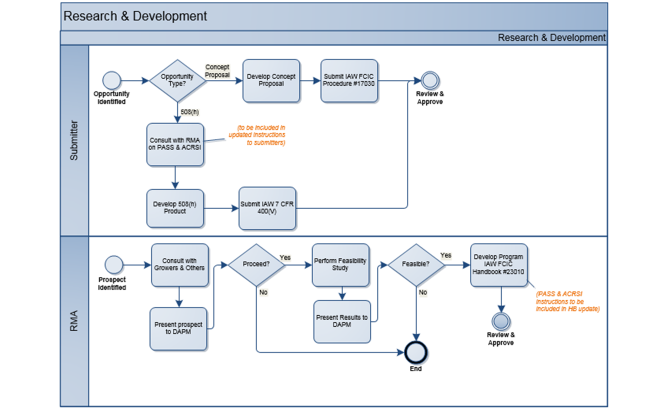 Research & Development
Research & Development
Submitter
Opportunity
Identified
Opportunity
Type?
Concept
Proposal
Develop Concept
Proposal
Submit IAW FCIC
Procedure #17030
Review &
Approve
508(h)
Consult with RMA
on PASS & ACRSI
(to be included in
updated instructions
to submitters)
Develop 508(h)
Product
Submit IAW 7 CFR
400(V)
RMA
Prospect
Identified
Consult with
Growers & Others
Present prospect
to DAPM
Proceed?
Yes
No
Perform Feasibility
Study
Present Results to
DAPM
Feasible?
Yes
No
End
Develop Program
IAW FCIC
Handbook #23010
(PASS & ACRSI
instructions to be
included in HB update)
Review &
Approve